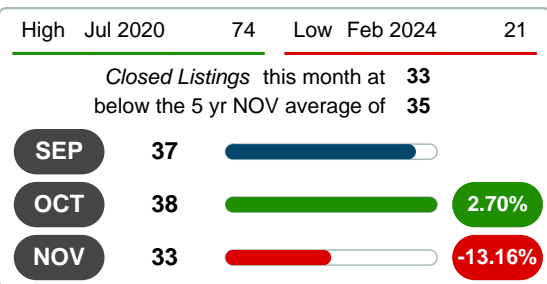 High Jul 2020 74 Low Feb 2024 21
Closed Listings this month at 33
below the 5 yr NOV average of 35
SEP 37
OCT 38 2.70%
NOV 33 -13.16%